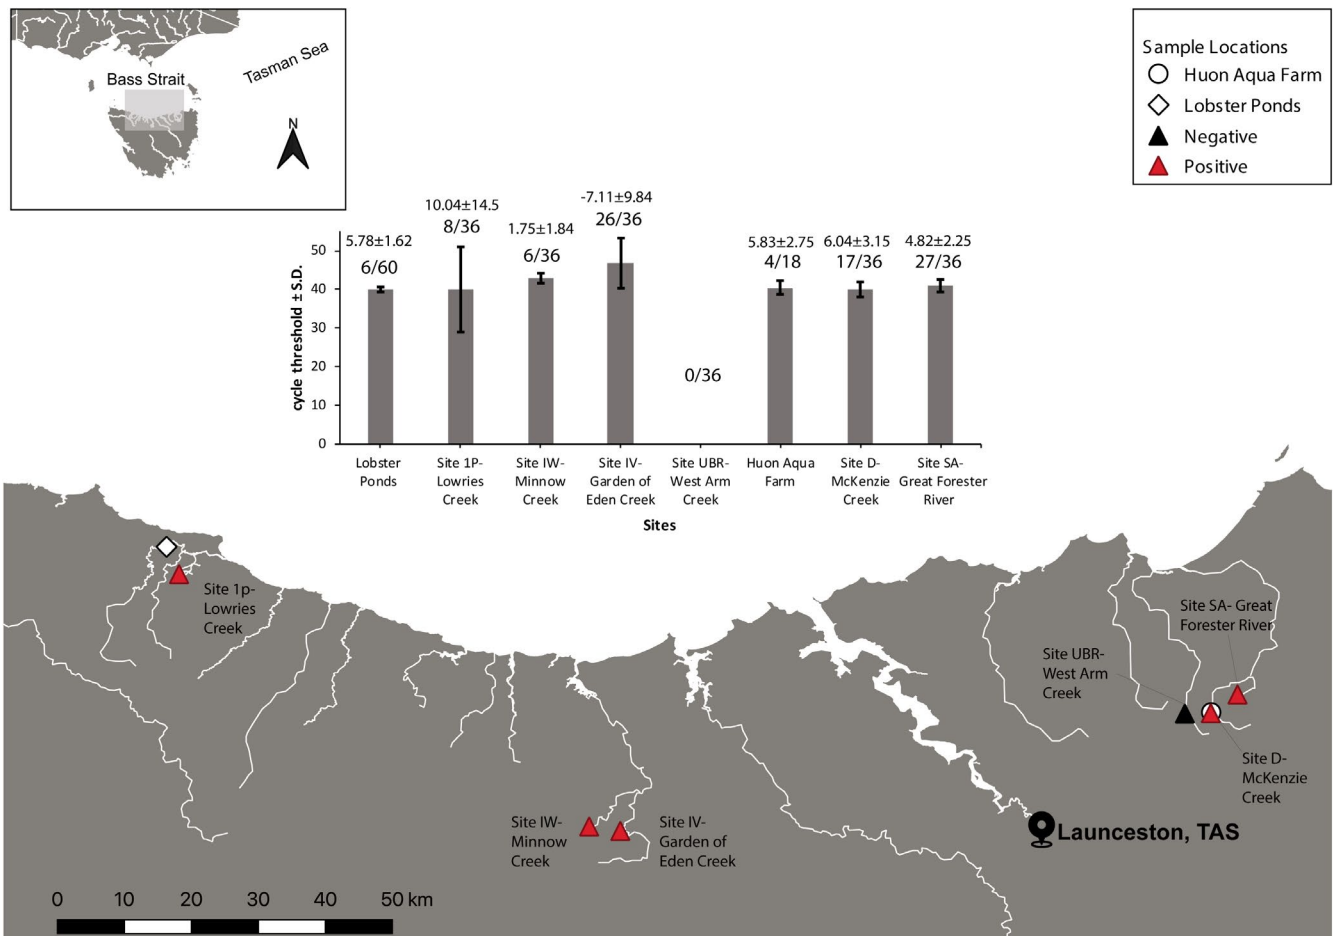 Tasman Sea
Bass Strait
N
Sample Locations
Huon Aqua Farm
Lobster Ponds
Negative
Positive
cycle threshold ± S.D.
50
40
30
20
10
0
5.78±1.62
6/60
10.04±14.5
8/36
1.75±1.84
6/36
-7.11±9.84
26/36
0/36
5.83±2.75
4/18
6.04±3.15
17/36
4.82±2.25
27/36
Lobster
Ponds
Site 1P-
Lowries
Creek
Site IW-
Minnow
Creek
Site IV-
Garden of
Eden Creek
Site UBR-
West Arm
Creek
Huon Aqua
Farm
Site D-
McKenzie
Creek
Site SA-
Great Forester
River
Sites
Site 1p-
Lowries
Creek
Site SA- Great
Forester River
Site UBR-
West Arm
Creek
Site D-
McKenzie
Creek
Site IW-
Minnow
Creek
Site IV-
Garden of
Eden Creek
Launceston, TAS
0 10 20 30 40 50 km